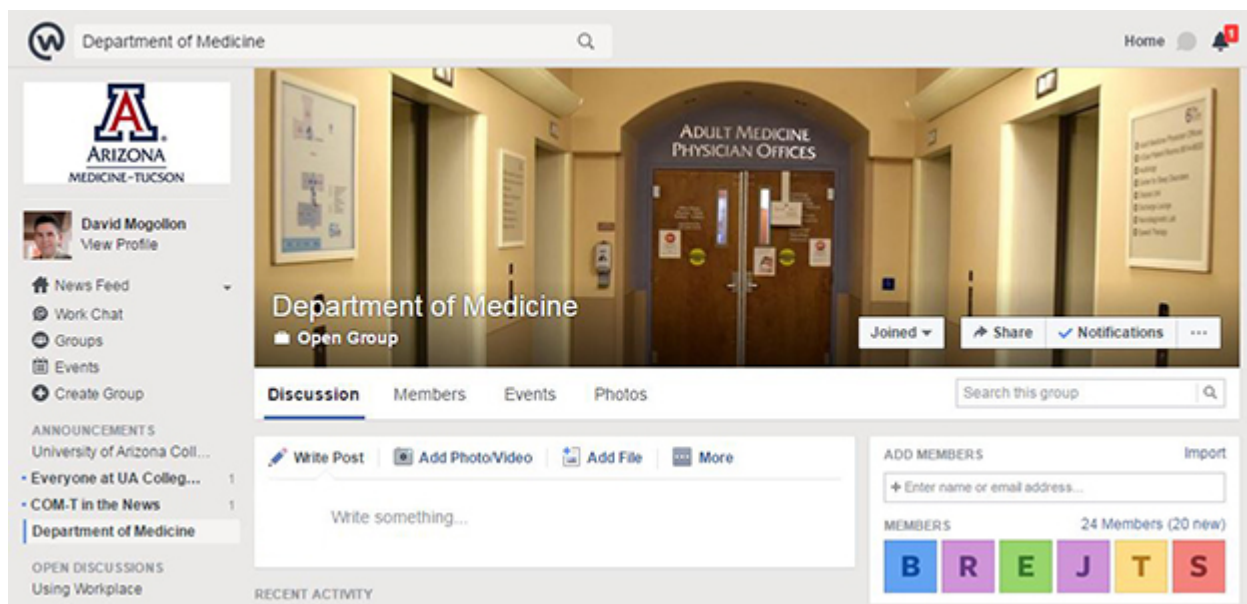 Department of Medicine
Home
1
A
ARIZONA
MEDICINE-TUCSON
David Mogollon
View Profile
News Feed
Work Chat
Groups
Events
Create Group
ANNOUNCEMENTS
University of Arizona Coll...
Everyone at UA Colleg... 1
COM-T in the News 1
Department of Medicine
OPEN DISCUSSIONS
Using Workplace
ADULT MEDICINE
PHYSICIAN OFFICES
Department of Medicine
Open Group
Joined
Share
Notifications
Discussion Members Events Photos
Search this group
Write Post Add Photo/Video Add File More
Write something...
RECENT ACTIVITY
ADD MEMBERS Import
+ Enter name or email address...
MEMBERS 24 Members (20 new)
B R E J T S